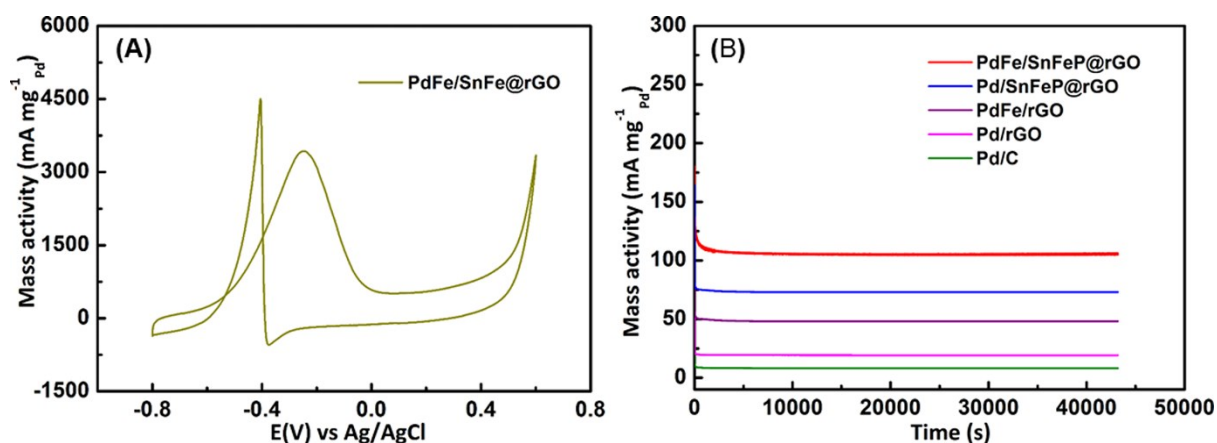 (A)
PdFe/SnFe@rGO
Mass activity (mA mg⁻¹Pd)
6000
4500
3000
1500
0
-1500
-0.8
-0.4
0.0
0.4
0.8
E(V) vs Ag/AgCl
(B)
PdFe/SnFeP@rGO
Pd/SnFeP@rGO
PdFe/rGO
Pd/rGO
Pd/C
Mass activity (mA mg⁻¹Pd)
300
250
200
150
100
50
0
0
10000
20000
30000
40000
50000
Time (s)